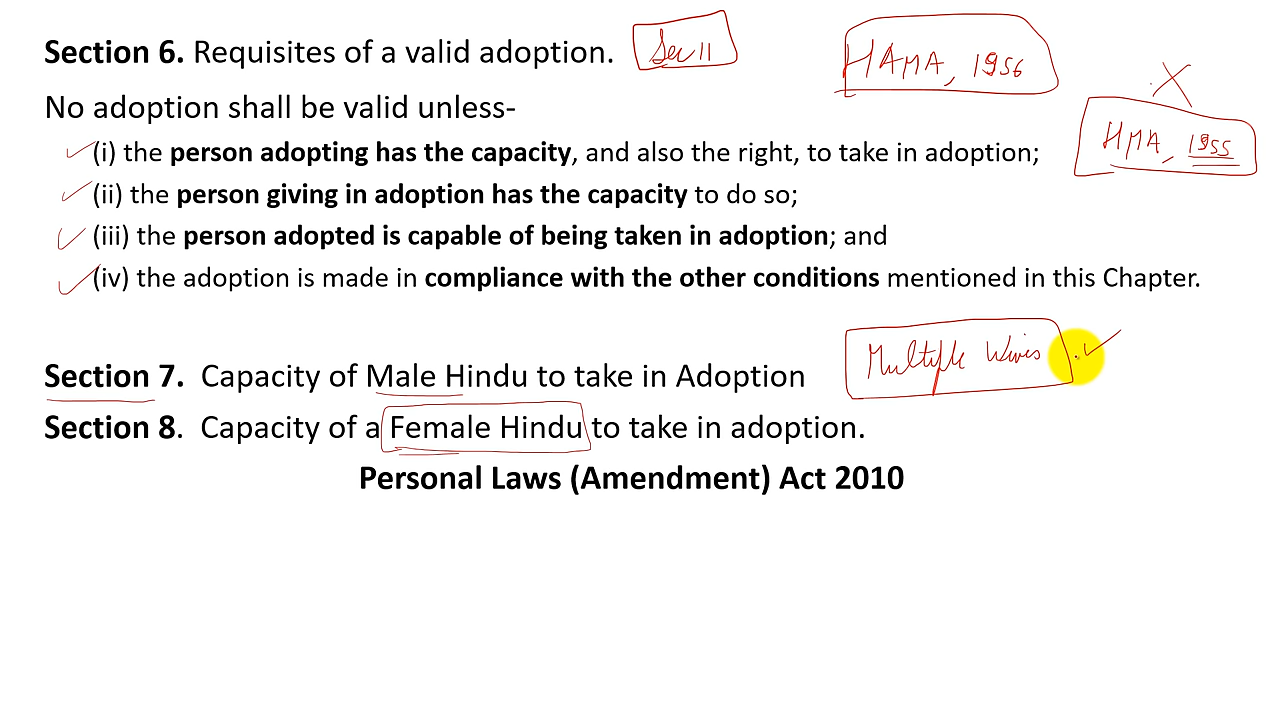 Section 6. Requisites of a valid adoption. Sec 11
HAMA, 1956
No adoption shall be valid unless-
X
HMA, 1955
(i) the person adopting has the capacity, and also the right, to take in adoption;
(ii) the person giving in adoption has the capacity to do so;
(iii) the person adopted is capable of being taken in adoption; and
(iv) the adoption is made in compliance with the other conditions mentioned in this Chapter.
Multiple Wives
Section 7. Capacity of Male Hindu to take in Adoption
Section 8. Capacity of a Female Hindu to take in adoption.
Personal Laws (Amendment) Act 2010